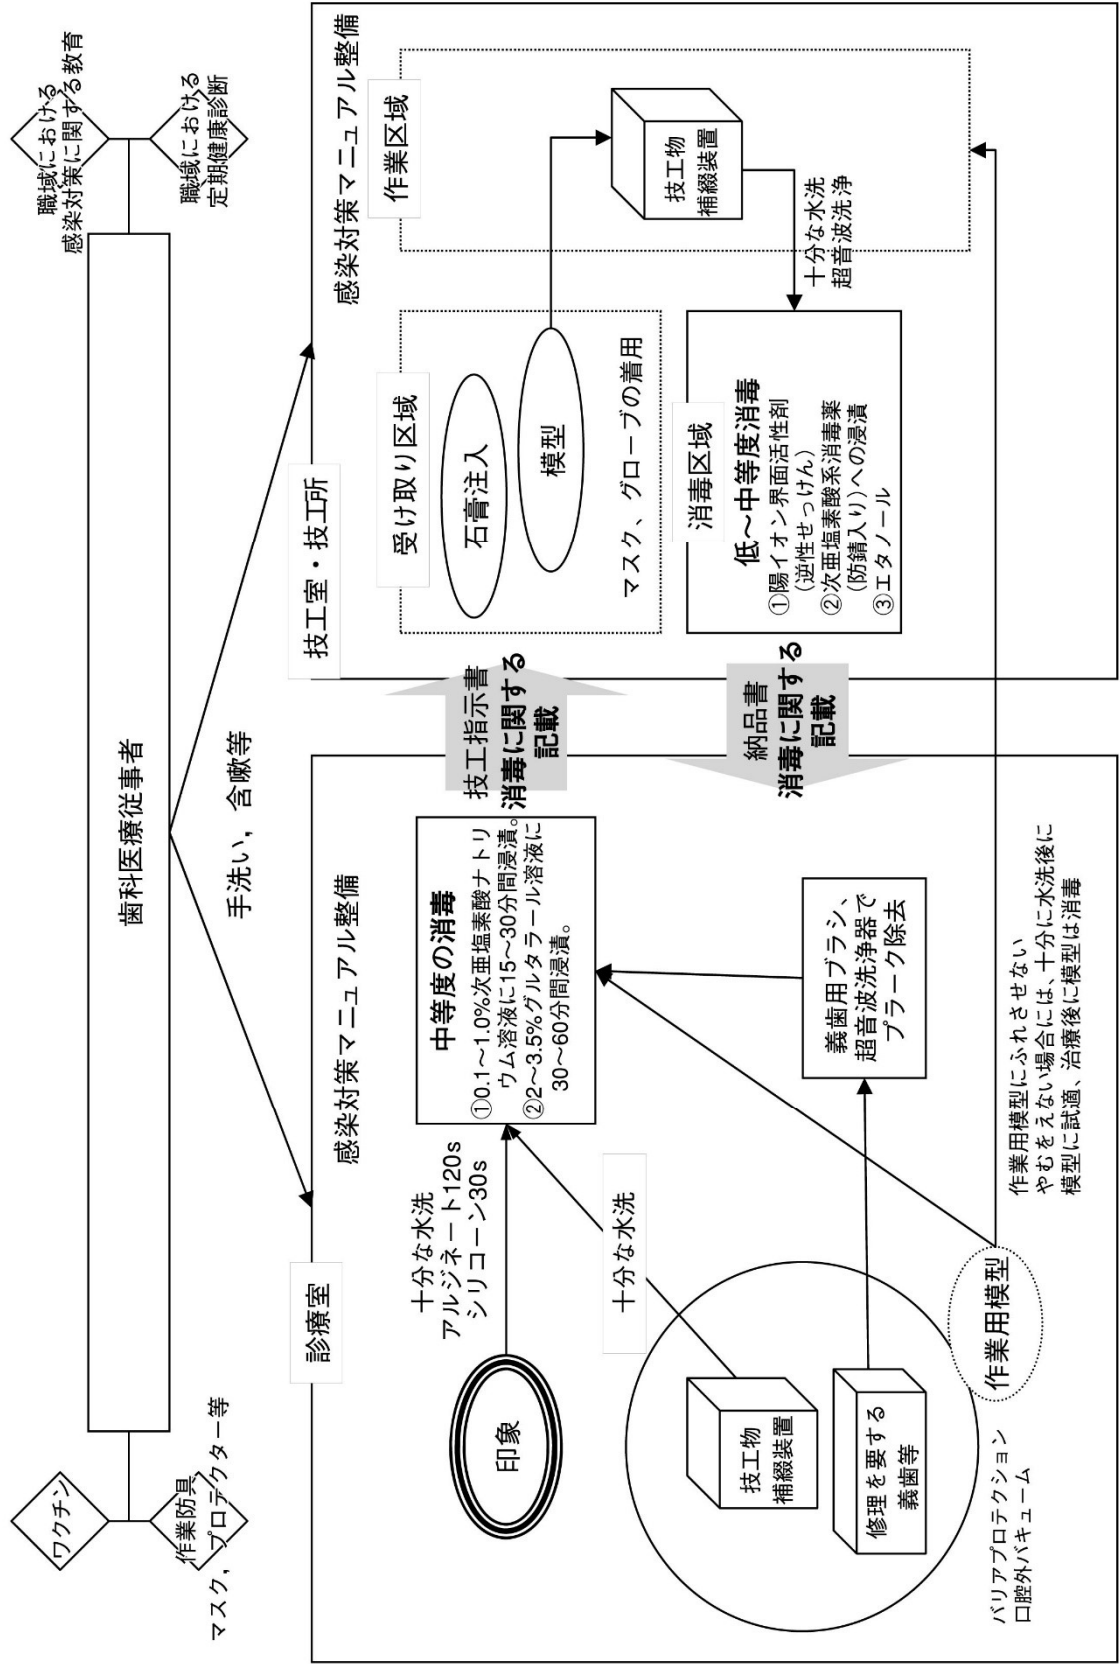 ワクチン
作業防具
マスク，プロテクター等
歯科医療従事者
職域における
感染対策に関する教育
職域における
定期健康診断
手洗い，含嗽等
診療室
感染対策マニュアル整備
印象
十分な水洗
アルジネート120s
シリコーン30s
中等度の消毒
①0.1～1.0%次亜塩素酸ナトリ
ウム溶液に15～30分間浸漬。
②2～3.5%グルタラール溶液に
30～60分間浸漬。
十分な水洗
技工物
補綴装置
修理を要する
義歯等
義歯用ブラシ、
超音波洗浄器で
プラーク除去
バリアプロテクション
口腔外バキューム
作業用模型
作業用模型にふれさせない
やむをえない場合には、十分に水洗後に
模型に試適、治療後に模型は消毒
技工指示書
消毒に関する
記載
納品書
消毒に関する
記載
技工室・技工所
感染対策マニュアル整備
受け取り区域
石膏注入
模型
マスク、グローブの着用
作業区域
技工物
補綴装置
十分な水洗
超音波洗浄
消毒区域
低～中等度消毒
①陽イオン界面活性剤
（逆性せっけん）
②次亜塩素酸系消毒薬
（防錆入り）への浸漬
③エタノール